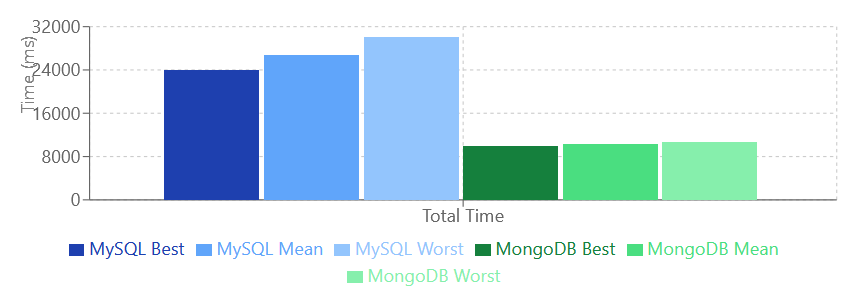 32000
24000
16000
8000
0
Time (ms)
Total Time
MySQL Best MySQL Mean MySQL Worst MongoDB Best MongoDB Mean
MongoDB Worst